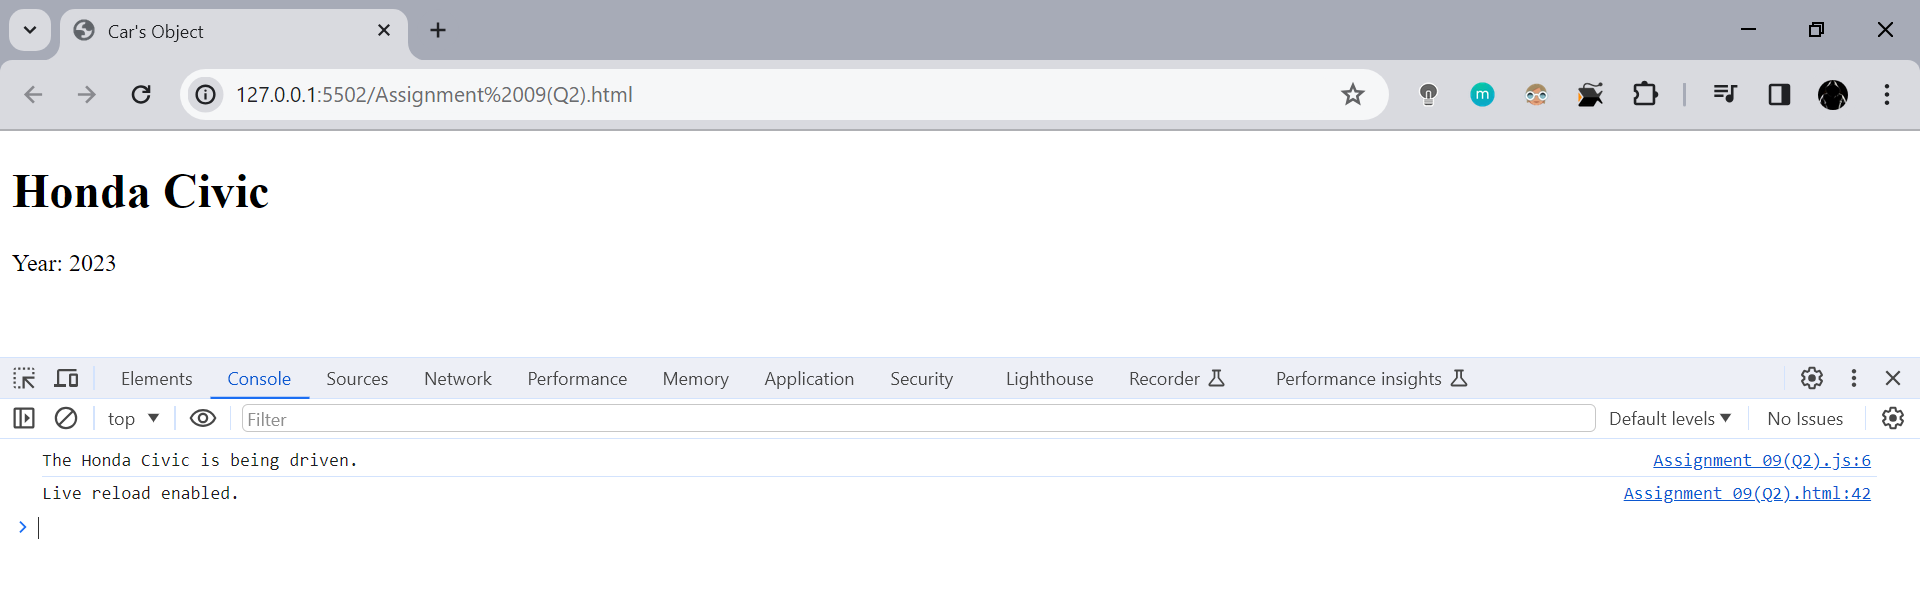 Car's Object
127.0.0.1:5502/Assignment%2009(Q2).html
m
Honda Civic
Year: 2023
Elements Console Sources Network Performance Memory Application Security Lighthouse Recorder Performance insights
top Filter Default levels No Issues
The Honda Civic is being driven. Assignment 09(Q2).js:6
Live reload enabled. Assignment 09(Q2).html:42